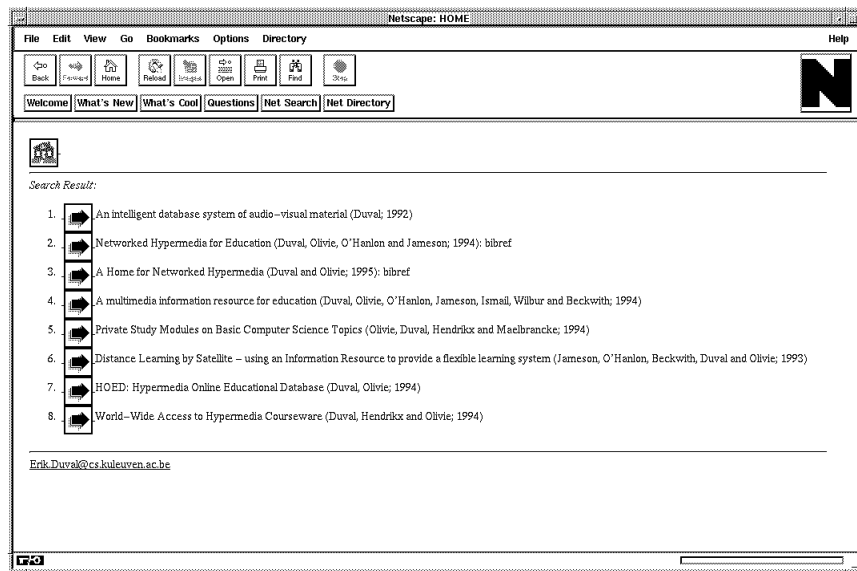 Netscape: HOME
File Edit View Go Bookmarks Options Directory Help
Back Forward Home Reload Images Open Print Find Stop
N
Welcome What's New What's Cool Questions Net Search Net Directory
Search Result:
1. An intelligent database system of audio–visual material (Duval; 1992)
2. Networked Hypermedia for Education (Duval, Olivie, O'Hanlon and Jameson; 1994): bibref
3. A Home for Networked Hypermedia (Duval and Olivie; 1995): bibref
4. A multimedia information resource for education (Duval, Olivie, O'Hanlon, Jameson, Ismail, Wilbur and Beckwith; 1994)
5. Private Study Modules on Basic Computer Science Topics (Olivie, Duval, Hendrikx and Maelbrancke; 1994)
6. Distance Learning by Satellite – using an Information Resource to provide a flexible learning system (Jameson, O'Hanlon, Beckwith, Duval and Olivie; 1993)
7. HOED: Hypermedia Online Educational Database (Duval, Olivie; 1994)
8. World–Wide Access to Hypermedia Courseware (Duval, Hendrikx and Olivie; 1994)
Erik.Duval@cs.kuleuven.ac.be